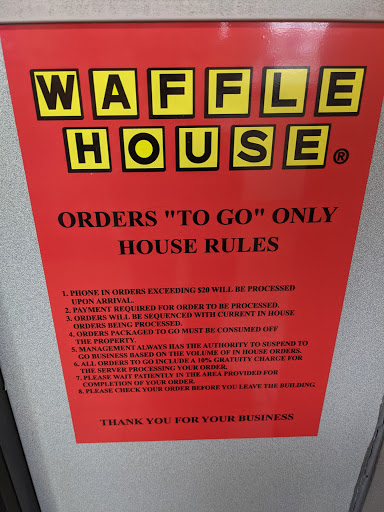 WAFFLE
HOUSE®
ORDERS "TO GO" ONLY
HOUSE RULES
1. PHONE IN ORDERS EXCEEDING $20 WILL BE PROCESSED
UPON ARRIVAL.
2. PAYMENT REQUIRED FOR ORDER TO BE PROCESSED.
3. ORDERS WILL BE SEQUENCED WITH CURRENT IN HOUSE
ORDERS BEING PROCESSED.
4. ORDERS PACKAGED TO GO MUST BE CONSUMED OFF
THE PROPERTY.
5. MANAGEMENT ALWAYS HAS THE AUTHORITY TO SUSPEND TO
GO BUSINESS BASED ON THE VOLUME OF IN HOUSE ORDERS.
6. ALL ORDERS TO GO INCLUDE A 10% GRATUITY CHARGE FOR
THE SERVER PROCESSING YOUR ORDER.
7. PLEASE WAIT PATIENTLY IN THE AREA PROVIDED FOR
COMPLETION OF YOUR ORDER.
8. PLEASE CHECK YOUR ORDER BEFORE YOU LEAVE THE BUILDING
THANK YOU FOR YOUR BUSINESS